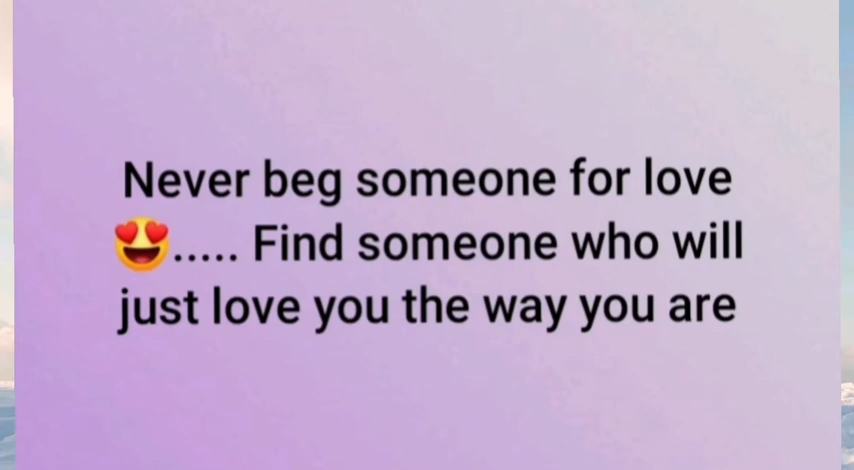 Never beg someone for love
😍..... Find someone who will
just love you the way you are